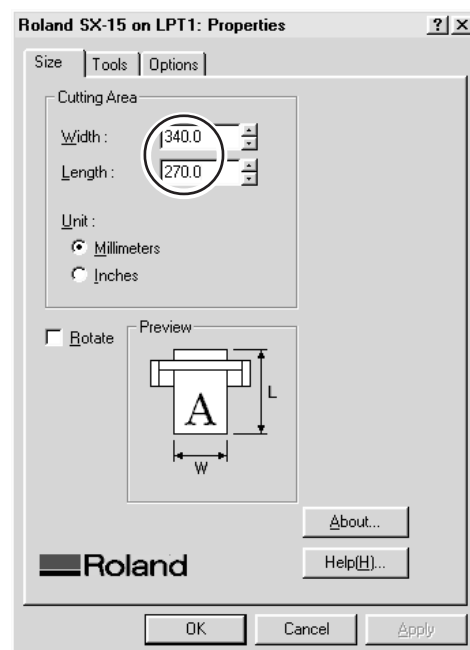 Roland SX-15 on LPT1: Properties ? ×
Size Tools Options
Cutting Area
Width : 340.0
Length : 270.0
Unit :
Millimeters
Inches
Rotate
Preview
A
L
W
About...
Roland
Help(H)...
OK Cancel Apply